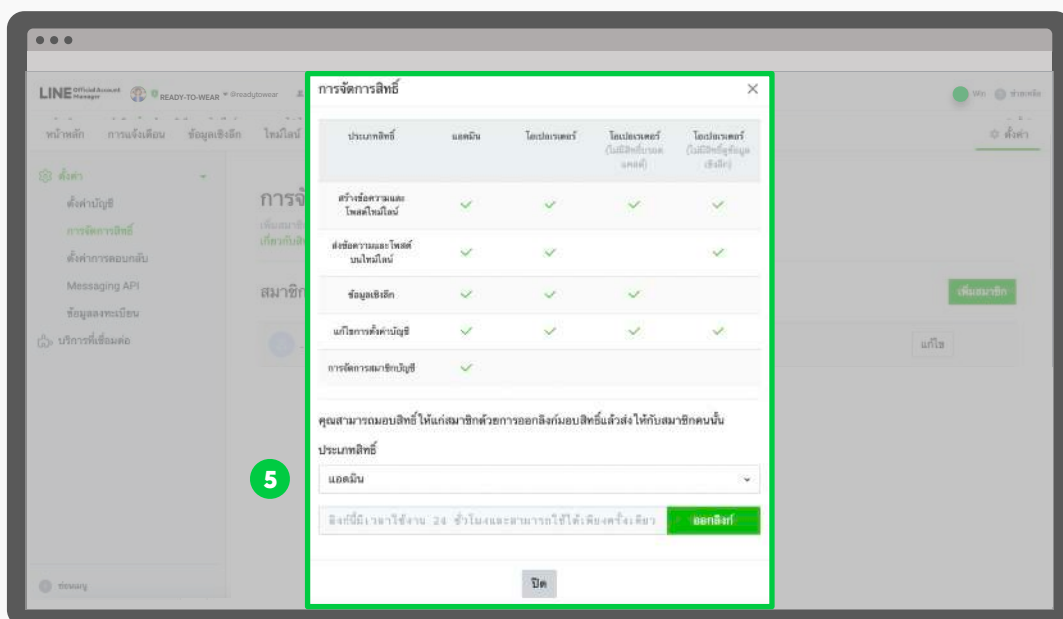 LINE Official Account Manager READY-TO-WEAR @readytowear
Win
หน้าหลัก การแจ้งเตือน ข้อมูลเชิงลึก ไทม์ไลน์
ตั้งค่า
ตั้งค่า
ตั้งค่าบัญชี
การจัดการสิทธิ์
ตั้งค่าการตอบกลับ
Messaging API
ข้อมูลลงทะเบียน
บริการที่เชื่อมต่อ
เกี่ยวกับ
สมาชิก
เพิ่มสมาชิก
แก้ไข
การจัดการสิทธิ์
ประเภทสิทธิ์ แอดมิน โอเปอเรเตอร์ โอเปอเรเตอร์ โอเปอเรเตอร์
(ไม่มีสิทธิ์บรอด (ไม่มีสิทธิ์ดูข้อมูล
แคสต์) เชิงลึก)
สร้างข้อความและ
โพสต์ไทม์ไลน์
ส่งข้อความและโพสต์
บนไทม์ไลน์
ข้อมูลเชิงลึก
แก้ไขการตั้งค่าบัญชี
การจัดการสมาชิกบัญชี
คุณสามารถมอบสิทธิ์ให้แก่สมาชิกด้วยการออกลิงก์มอบสิทธิ์แล้วส่งให้กับสมาชิกคนนั้น
ประเภทสิทธิ์
5
แอดมิน
ลิงก์นี้มีเวลาใช้งาน 24 ชั่วโมงและสามารถใช้ได้เพียงครั้งเดียว ออกลิงก์
ปิด